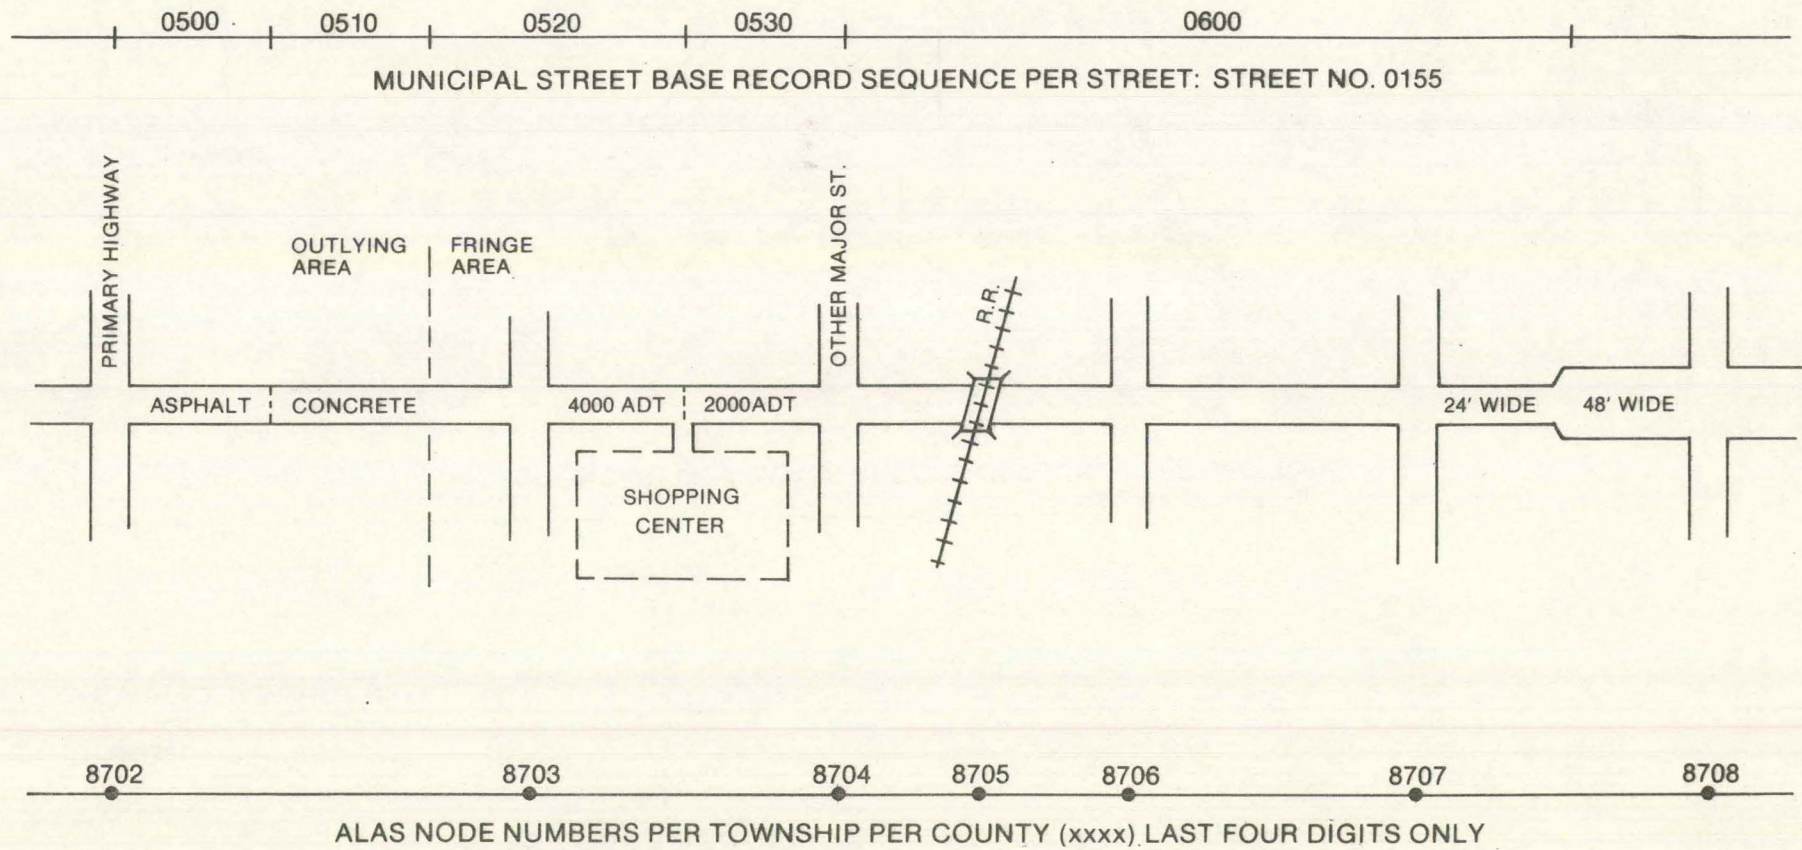 0500 0510 0520 0530 0600
MUNICIPAL STREET BASE RECORD SEQUENCE PER STREET: STREET NO. 0155
PRIMARY HIGHWAY
OUTLYING
AREA
FRINGE
AREA
OTHER MAJOR ST.
R.R.
ASPHALT CONCRETE 4000 ADT 2000ADT 24' WIDE 48' WIDE
SHOPPING
CENTER
8702 8703 8704 8705 8706 8707 8708
ALAS NODE NUMBERS PER TOWNSHIP PER COUNTY (xxxx) LAST FOUR DIGITS ONLY